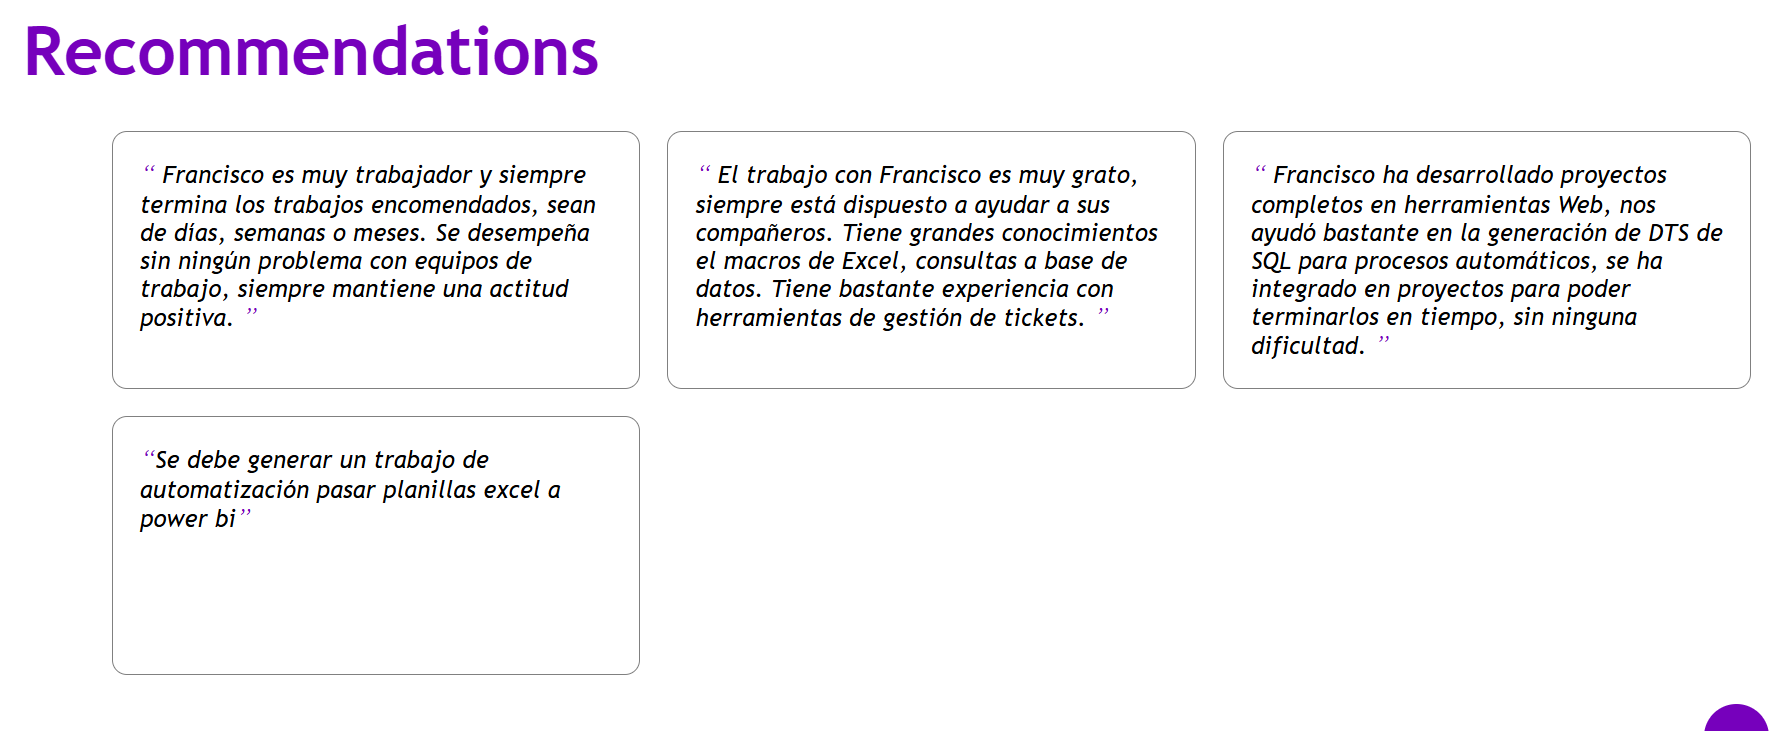 Recommendations
“ Francisco es muy trabajador y siempre
termina los trabajos encomendados, sean
de días, semanas o meses. Se desempeña
sin ningún problema con equipos de
trabajo, siempre mantiene una actitud
positiva. ”
“ El trabajo con Francisco es muy grato,
siempre está dispuesto a ayudar a sus
compañeros. Tiene grandes conocimientos
el macros de Excel, consultas a base de
datos. Tiene bastante experiencia con
herramientas de gestión de tickets. ”
“ Francisco ha desarrollado proyectos
completos en herramientas Web, nos
ayudó bastante en la generación de DTS de
SQL para procesos automáticos, se ha
integrado en proyectos para poder
terminarlos en tiempo, sin ninguna
dificultad. ”
“Se debe generar un trabajo de
automatización pasar planillas excel a
power bi”